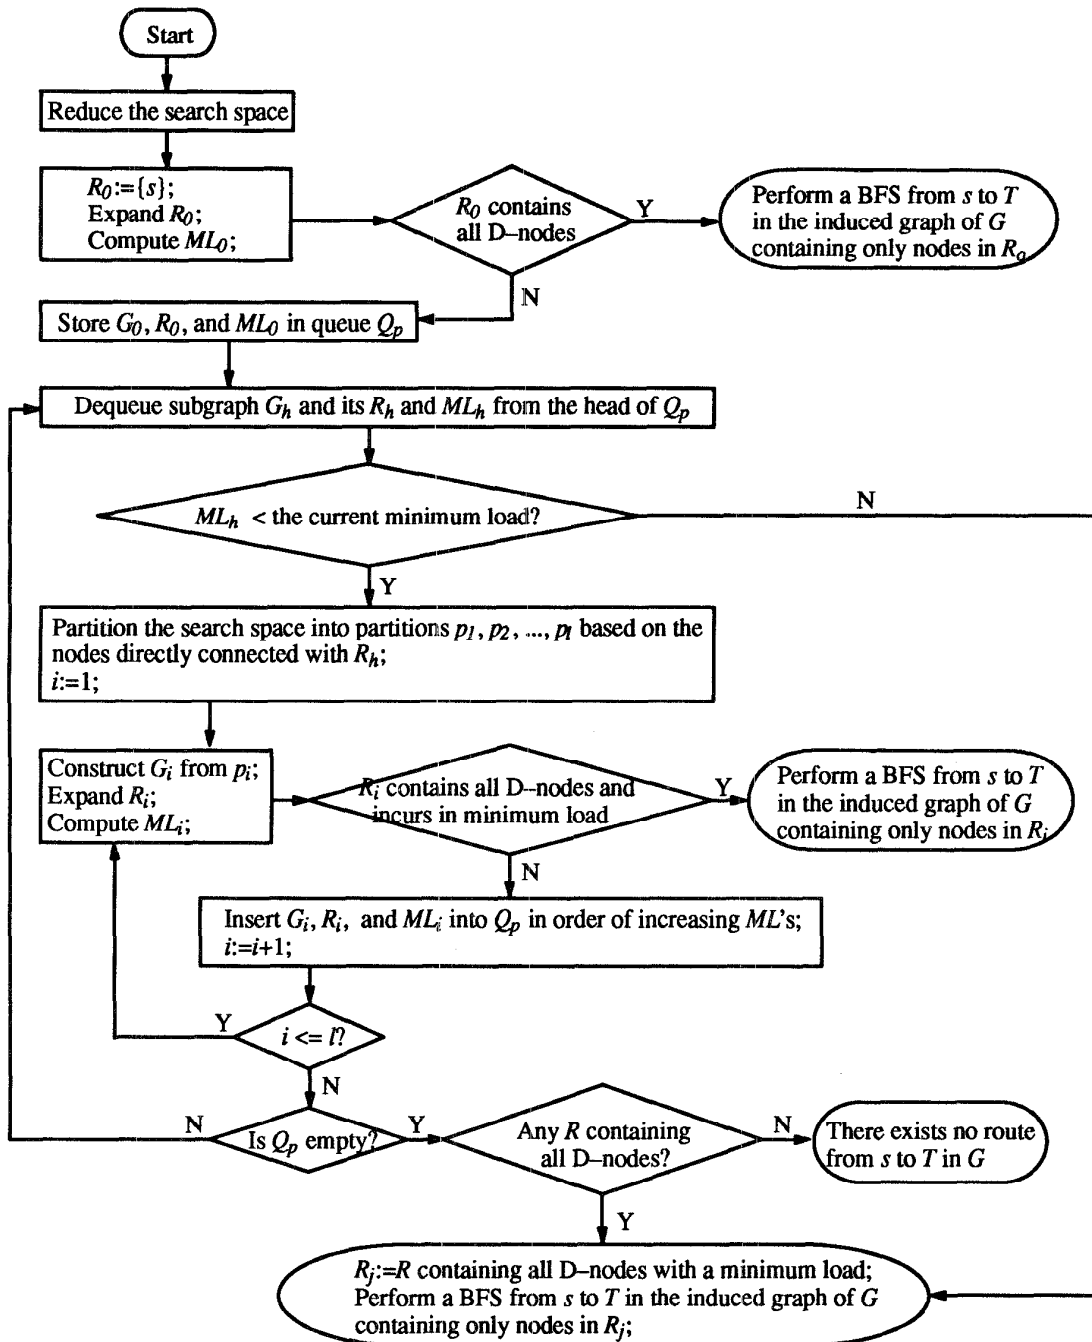 Start
Reduce the search space
R0:={s};
Expand R0;
Compute ML0;
R0 contains
all D–nodes
Y
Perform a BFS from s to T
in the induced graph of G
containing only nodes in Ro
N
Store G0, R0, and ML0 in queue Qp
Dequeue subgraph Gh and its Rh and MLh from the head of Qp
MLh < the current minimum load?
N
Y
Partition the search space into partitions p1, p2, ..., pl based on the
nodes directly connected with Rh;
i:=1;
Construct Gi from pi;
Expand Ri;
Compute MLi;
Ri contains all D–nodes and
incurs in minimum load
Y
Perform a BFS from s to T
in the induced graph of G
containing only nodes in Ri
N
Insert Gi, Ri, and MLi into Qp in order of increasing ML's;
i:=i+1;
Y
i <= l?
N
N
Is Qp empty?
Y
Any R containing
all D–nodes?
N
There exists no route
from s to T in G
Y
Rj:=R containing all D–nodes with a minimum load;
Perform a BFS from s to T in the induced graph of G
containing only nodes in Rj;